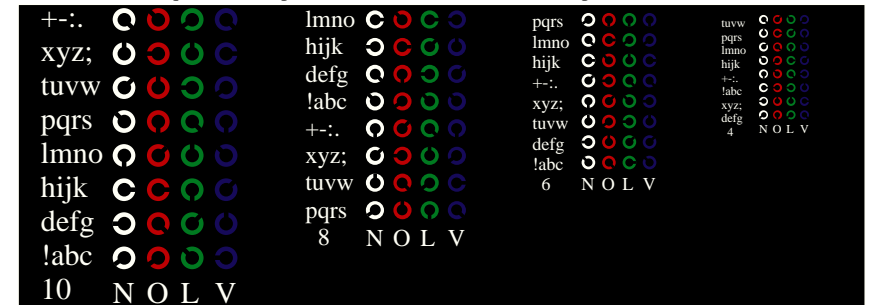 +-:.
xyz;
tuvw
pqrs
lmno
hijk
defg
!abc
10 N O L V
lmno
hijk
defg
!abc
+-:.
xyz;
tuvw
pqrs
8 N O L V
pqrs
lmno
hijk
+-:.
xyz;
tuvw
defg
!abc
6 N O L V
tuvw
pqrs
lmno
hijk
+-:.
!abc
xyz;
defg
4 N O L V